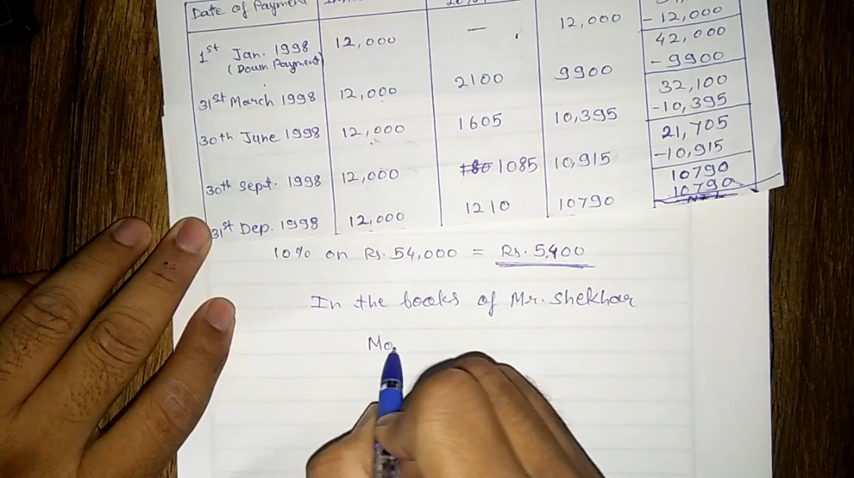 Date of Payment
12,000 - 12,000
1st Jan. 1998 12,000 — 42,000
(Down Payment) - 9900
31st March 1998 12,000 2100 9900 32,100
- 10,395
30th June 1998 12,000 1605 10,395 21,705
- 10,915
30th Sept. 1998 12,000 1085 10,915 10790
10790
31st Dep. 1998 12,000 1210 10790 NIL
10% on Rs. 54,000 = Rs. 5,400
In the books of Mr. Shekhar
Mo